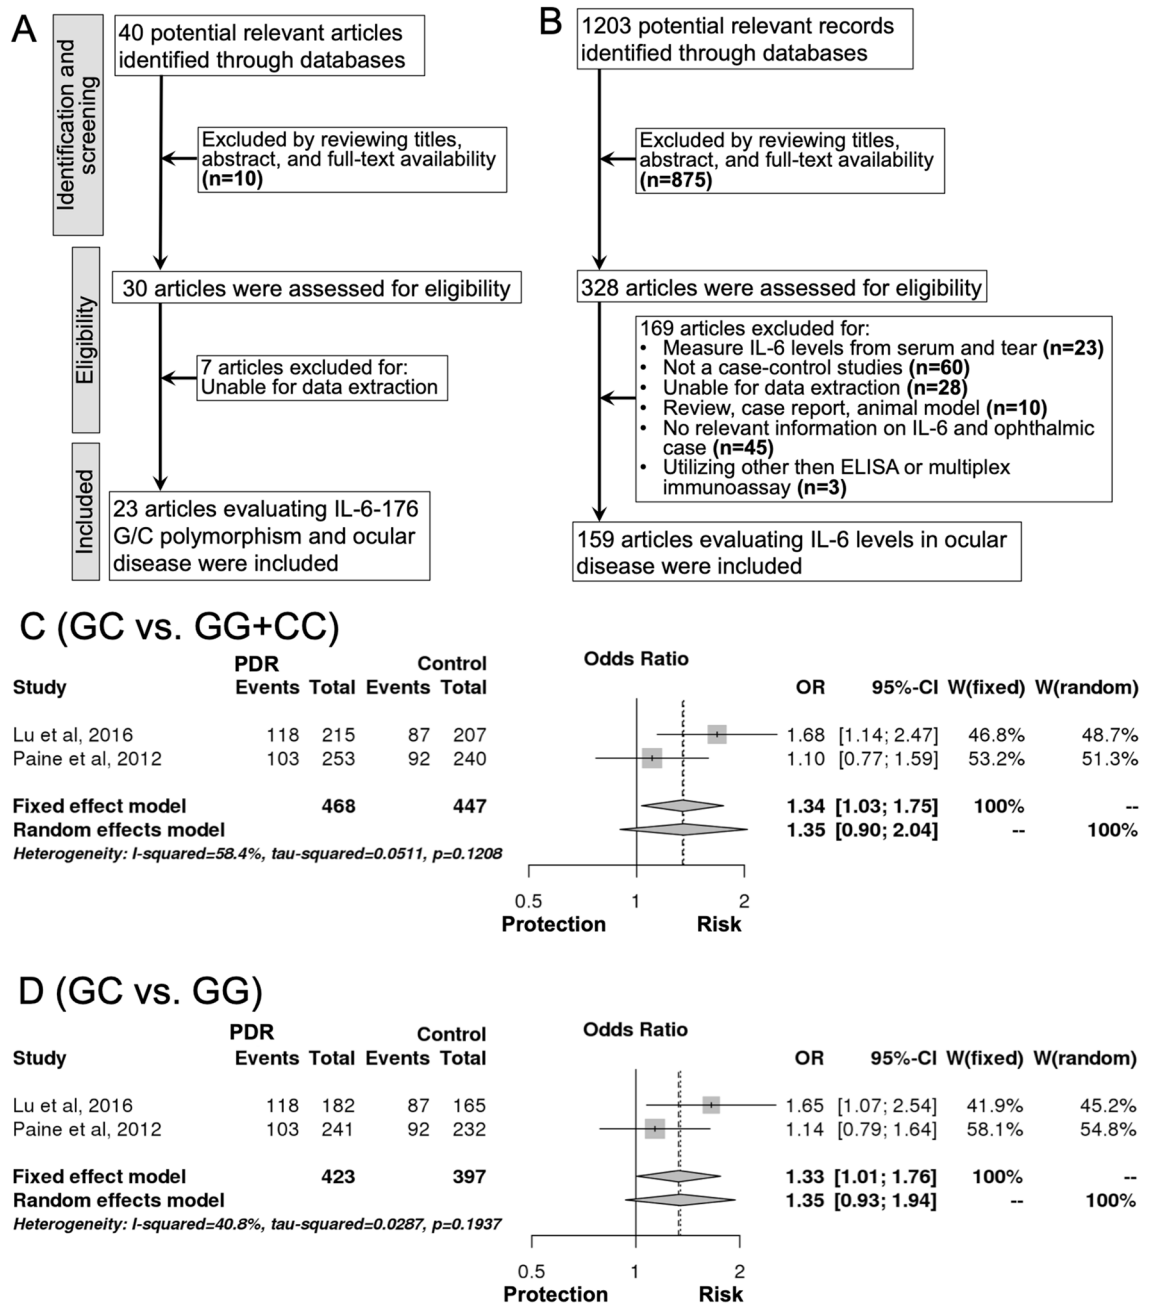 A
Identification and
screening
40 potential relevant articles
identified through databases
Excluded by reviewing titles,
abstract, and full-text availability
(n=10)
Eligibility
30 articles were assessed for eligibility
7 articles excluded for:
Unable for data extraction
Included
23 articles evaluating IL-6-176
G/C polymorphism and ocular
disease were included
B
1203 potential relevant records
identified through databases
Excluded by reviewing titles,
abstract, and full-text availability
(n=875)
328 articles were assessed for eligibility
169 articles excluded for:
• Measure IL-6 levels from serum and tear (n=23)
• Not a case-control studies (n=60)
• Unable for data extraction (n=28)
• Review, case report, animal model (n=10)
• No relevant information on IL-6 and ophthalmic
case (n=45)
• Utilizing other then ELISA or multiplex
immunoassay (n=3)
159 articles evaluating IL-6 levels in ocular
disease were included
C (GC vs. GG+CC)
PDR Control Odds Ratio
Study Events Total Events Total OR 95%-CI W(fixed) W(random)
Lu et al, 2016 118 215 87 207 1.68 [1.14; 2.47] 46.8% 48.7%
Paine et al, 2012 103 253 92 240 1.10 [0.77; 1.59] 53.2% 51.3%
Fixed effect model 468 447 1.34 [1.03; 1.75] 100% --
Random effects model 1.35 [0.90; 2.04] -- 100%
Heterogeneity: I-squared=58.4%, tau-squared=0.0511, p=0.1208
0.5 1 2
Protection Risk
D (GC vs. GG)
PDR Control Odds Ratio
Study Events Total Events Total OR 95%-CI W(fixed) W(random)
Lu et al, 2016 118 182 87 165 1.65 [1.07; 2.54] 41.9% 45.2%
Paine et al, 2012 103 241 92 232 1.14 [0.79; 1.64] 58.1% 54.8%
Fixed effect model 423 397 1.33 [1.01; 1.76] 100% --
Random effects model 1.35 [0.93; 1.94] -- 100%
Heterogeneity: I-squared=40.8%, tau-squared=0.0287, p=0.1937
0.5 1 2
Protection Risk